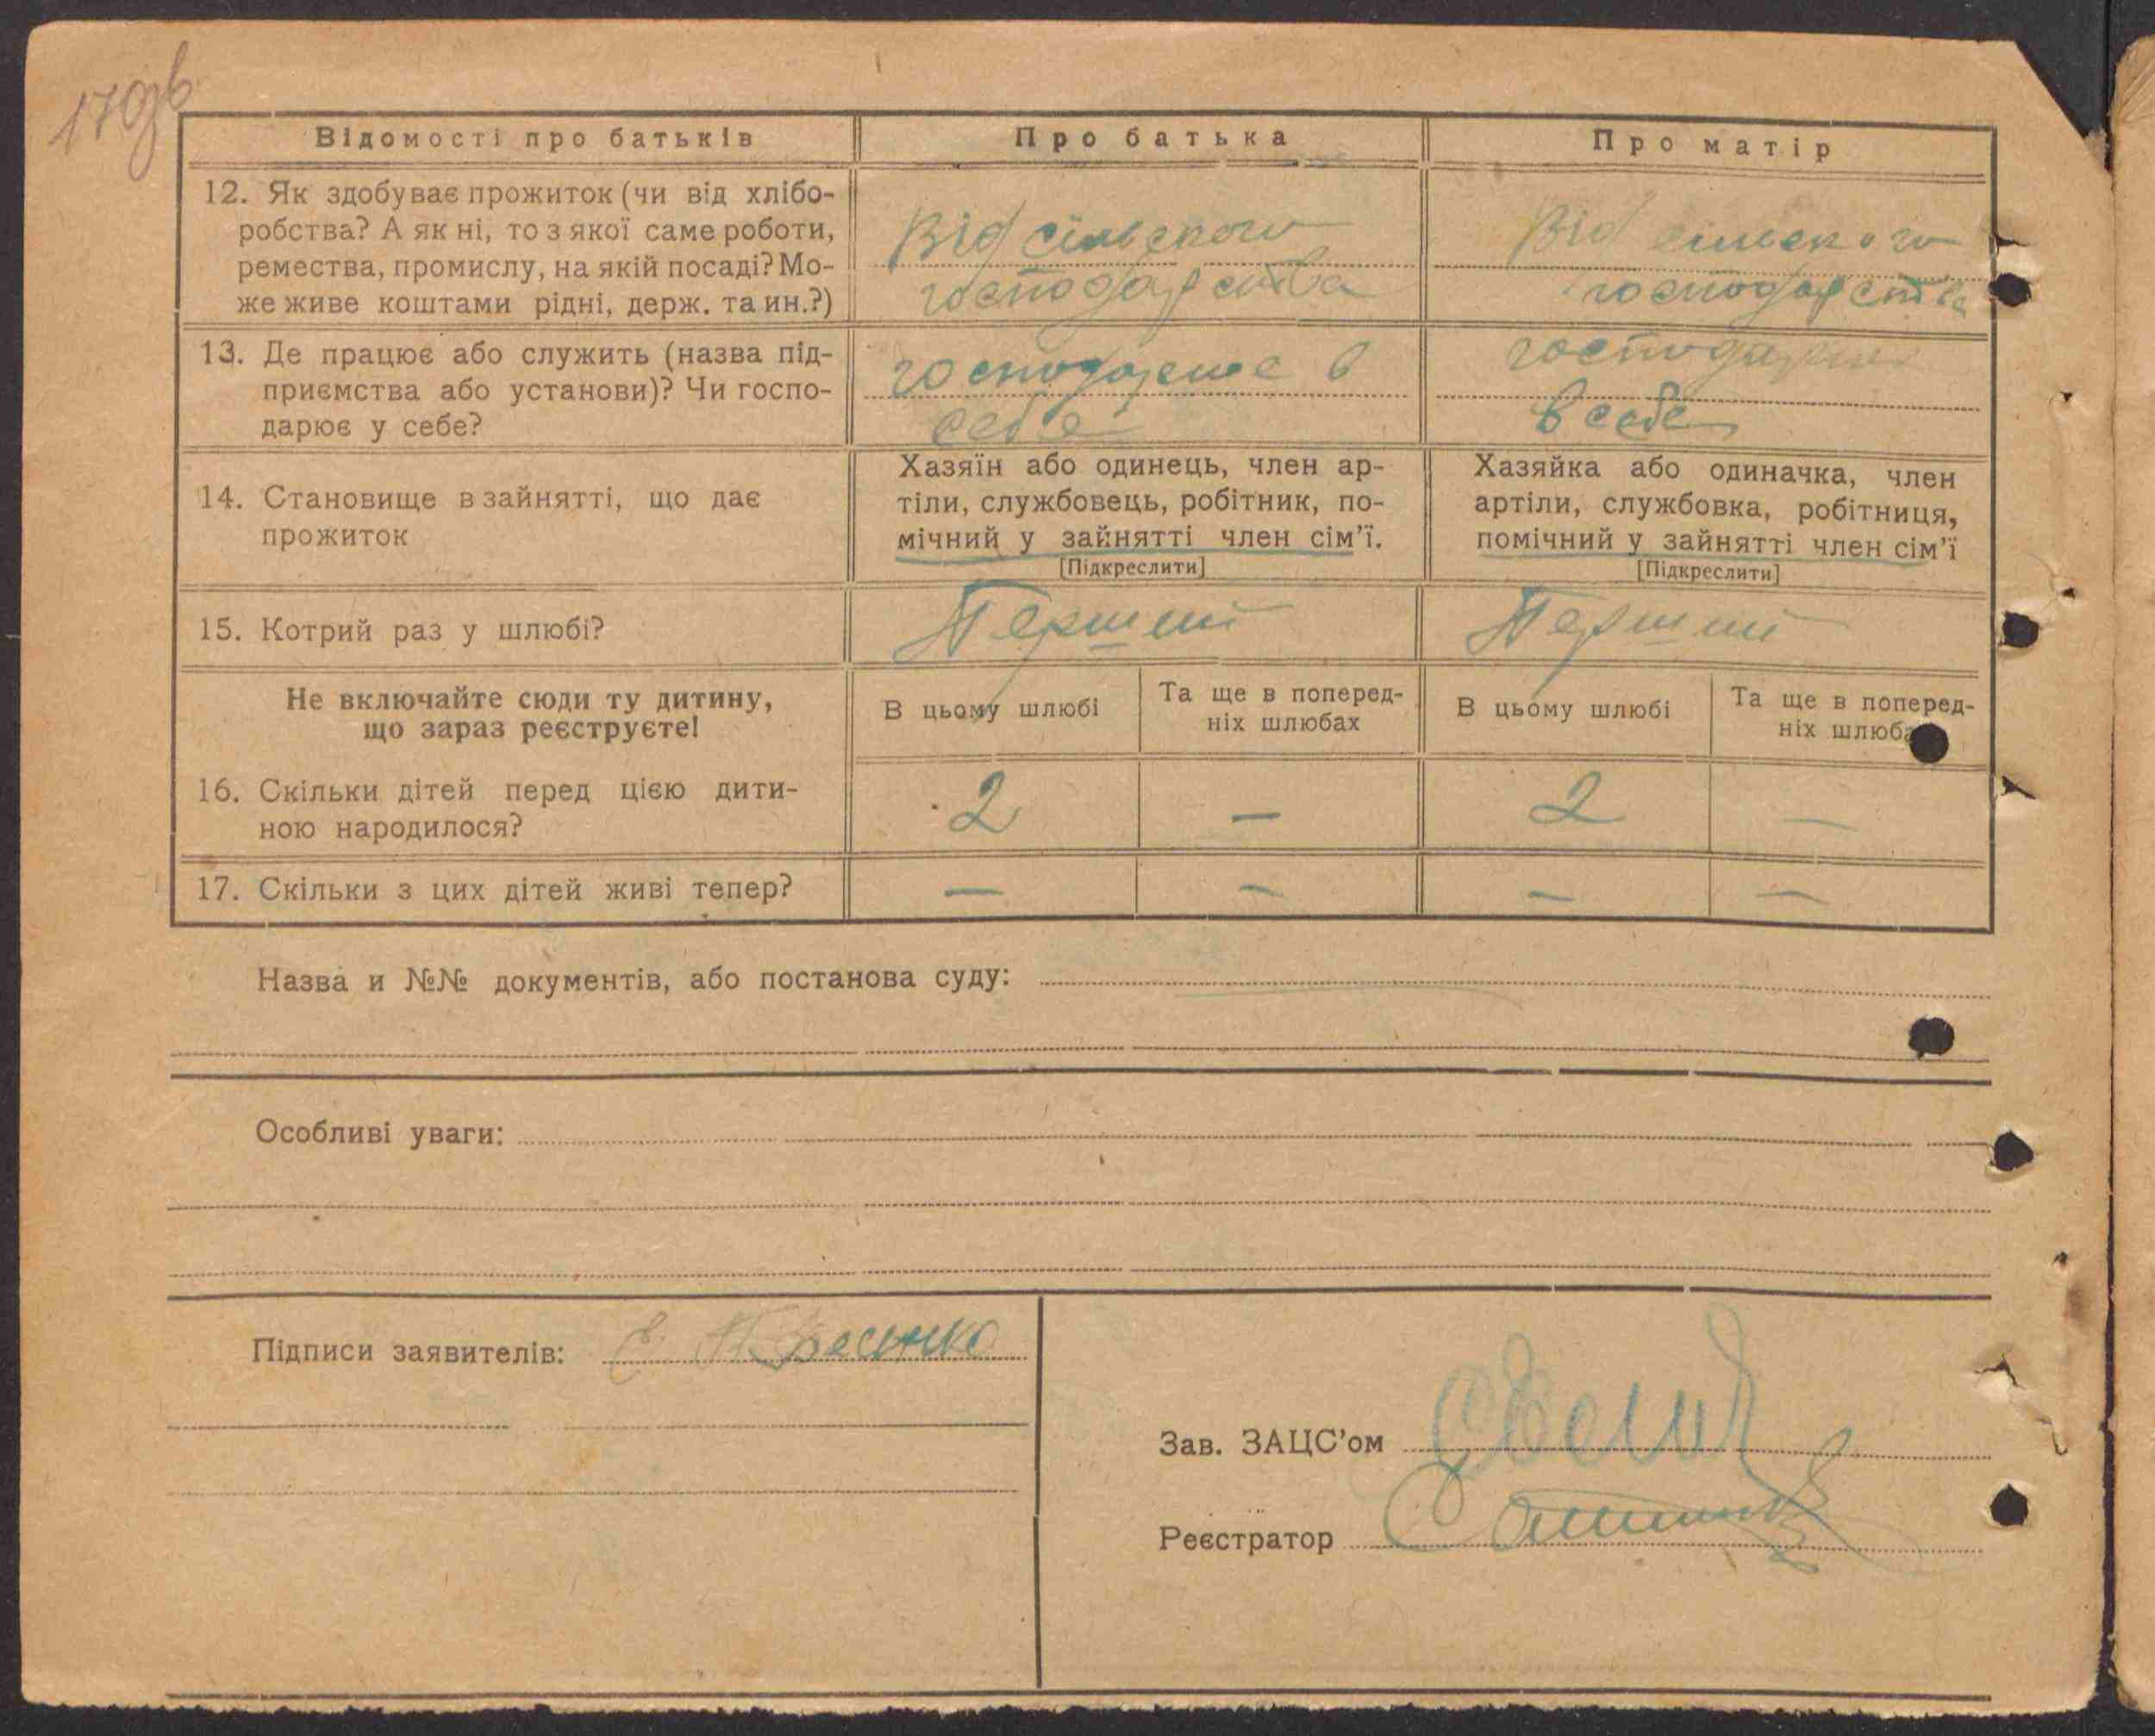 179зв
Відомості про батьків
Про батька
Про матір
12. Як здобуває прожиток (чи від хлібо-
робства? А як ні, то з якої саме роботи,
ремества, промислу, на якій посаді? Мо-
же живе коштами рідні, держ. та ин.?)
Від сільского
господарства
Від сільского
господарства
13. Де працює або служить (назва під-
приємства або установи)? Чи госпо-
дарює у себе?
в
себе
в себе
14. Становище в зайнятті, що дає
прожиток
Хазяїн або одинець, член ар-
тіли, службовець, робітник, по-
мічний у зайнятті член сім'ї.
[Підкреслити]
Хазяйка або одиначка, член
артіли, службовка, робітниця,
помічний у зайнятті член сім'ї
[Підкреслити]
15. Котрий раз у шлюбі?
Перший
Перший
Не включайте сюди ту дитину,
що зараз реєструєте!
В цьому шлюбі
Та ще в поперед-
ніх шлюбах
В цьому шлюбі
Та ще в поперед-
ніх шлюба
16. Скільки дітей перед цією дити-
ною народилося?
2
—
2
—
17. Скільки з цих дітей живі тепер?
—
—
—
—
Назва и №№ документів, або постанова суду:
Особливі уваги:
Підписи заявителів:
Зав. ЗАЦС'ом
Реєстратор